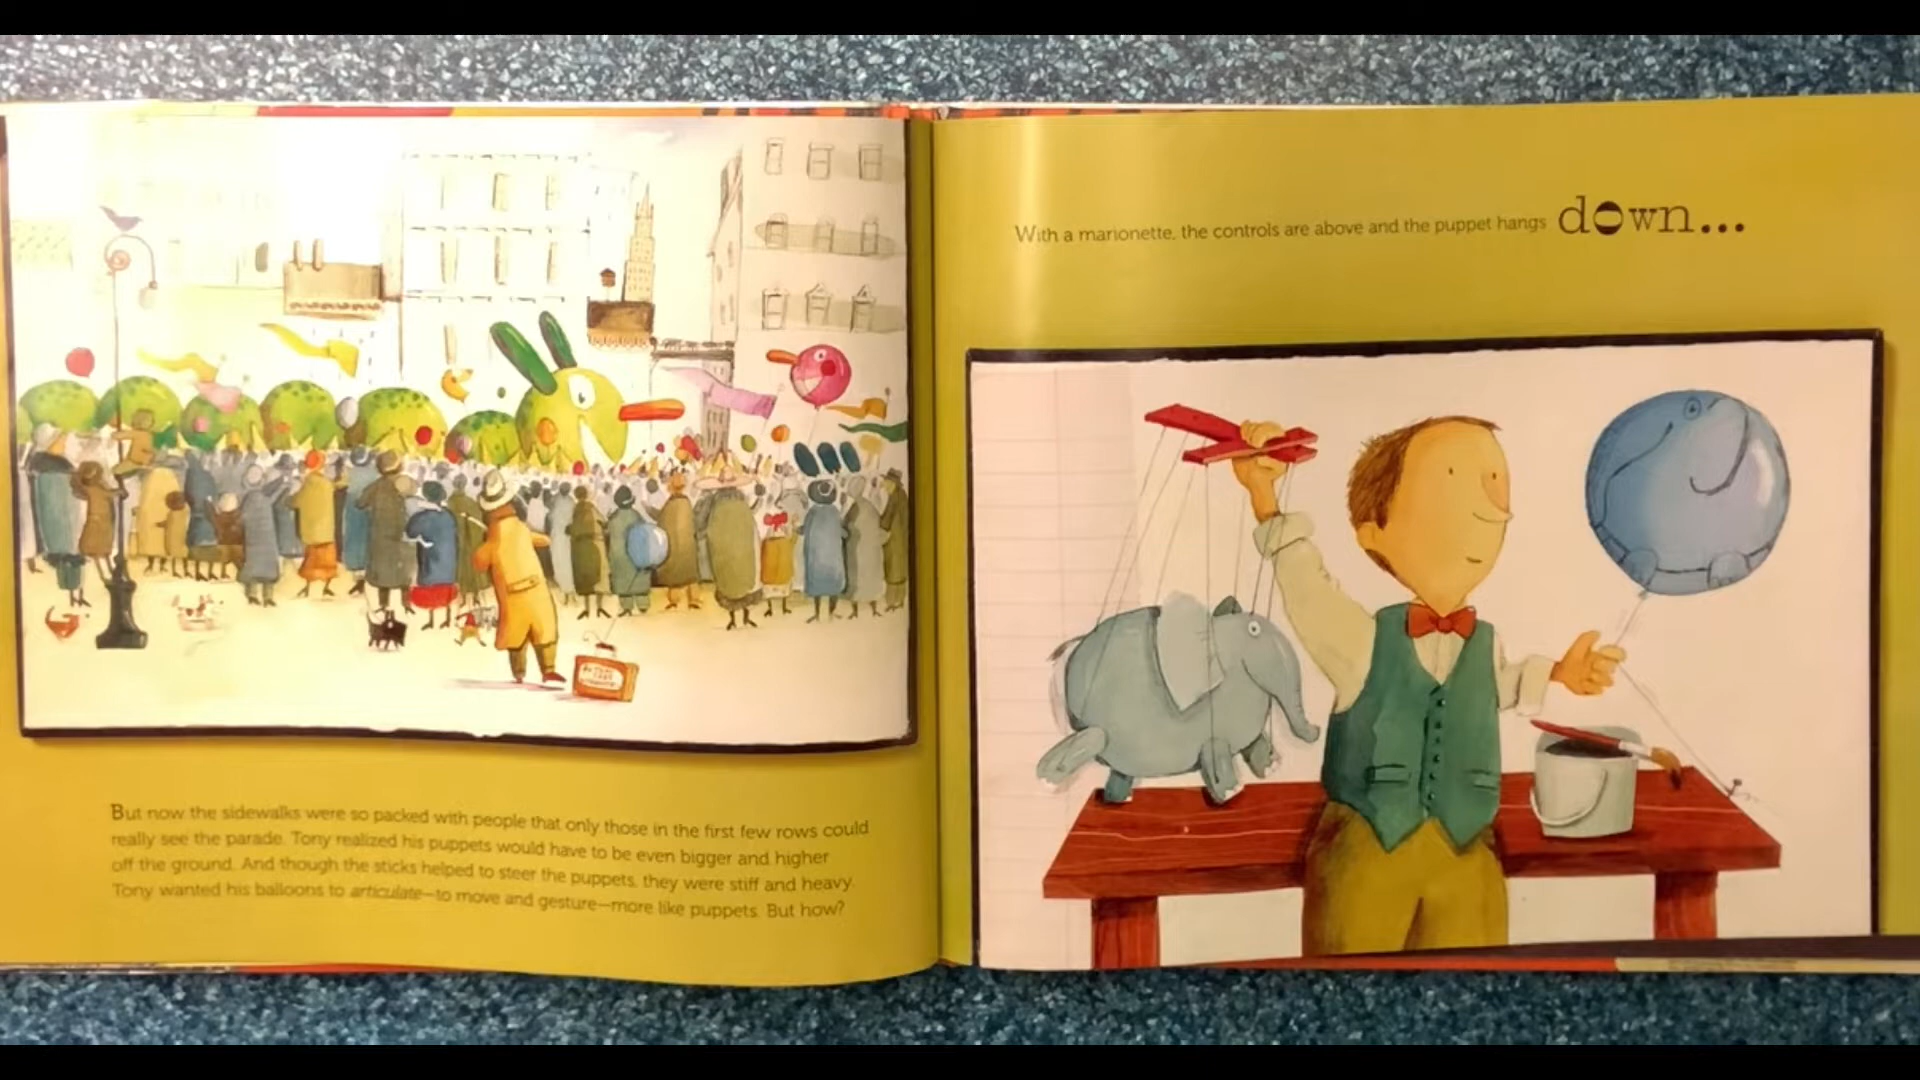 But now the sidewalks were so packed with people that only those in the first few rows could
really see the parade. Tony realized his puppets would have to be even bigger and higher
off the ground. And though the sticks helped to steer the puppets, they were stiff and heavy.
Tony wanted his balloons to articulate—to move and gesture—more like puppets. But how?
With a marionette, the controls are above and the puppet hangs down...